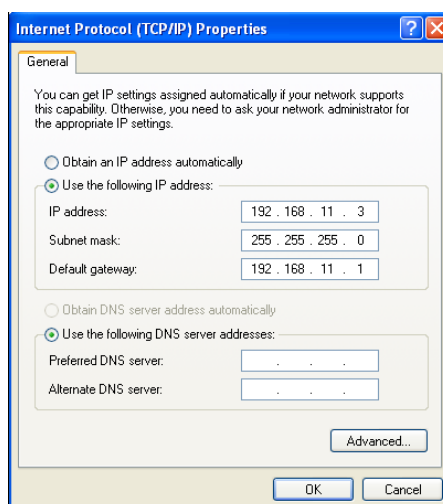 Internet Protocol (TCP/IP) Properties
General
You can get IP settings assigned automatically if your network supports
this capability. Otherwise, you need to ask your network administrator for
the appropriate IP settings.
Obtain an IP address automatically
Use the following IP address:
IP address: 192 . 168 . 11 . 3
Subnet mask: 255 . 255 . 255 . 0
Default gateway: 192 . 168 . 11 . 1
Obtain DNS server address automatically
Use the following DNS server addresses:
Preferred DNS server: . . .
Alternate DNS server: . . .
Advanced...
OK Cancel